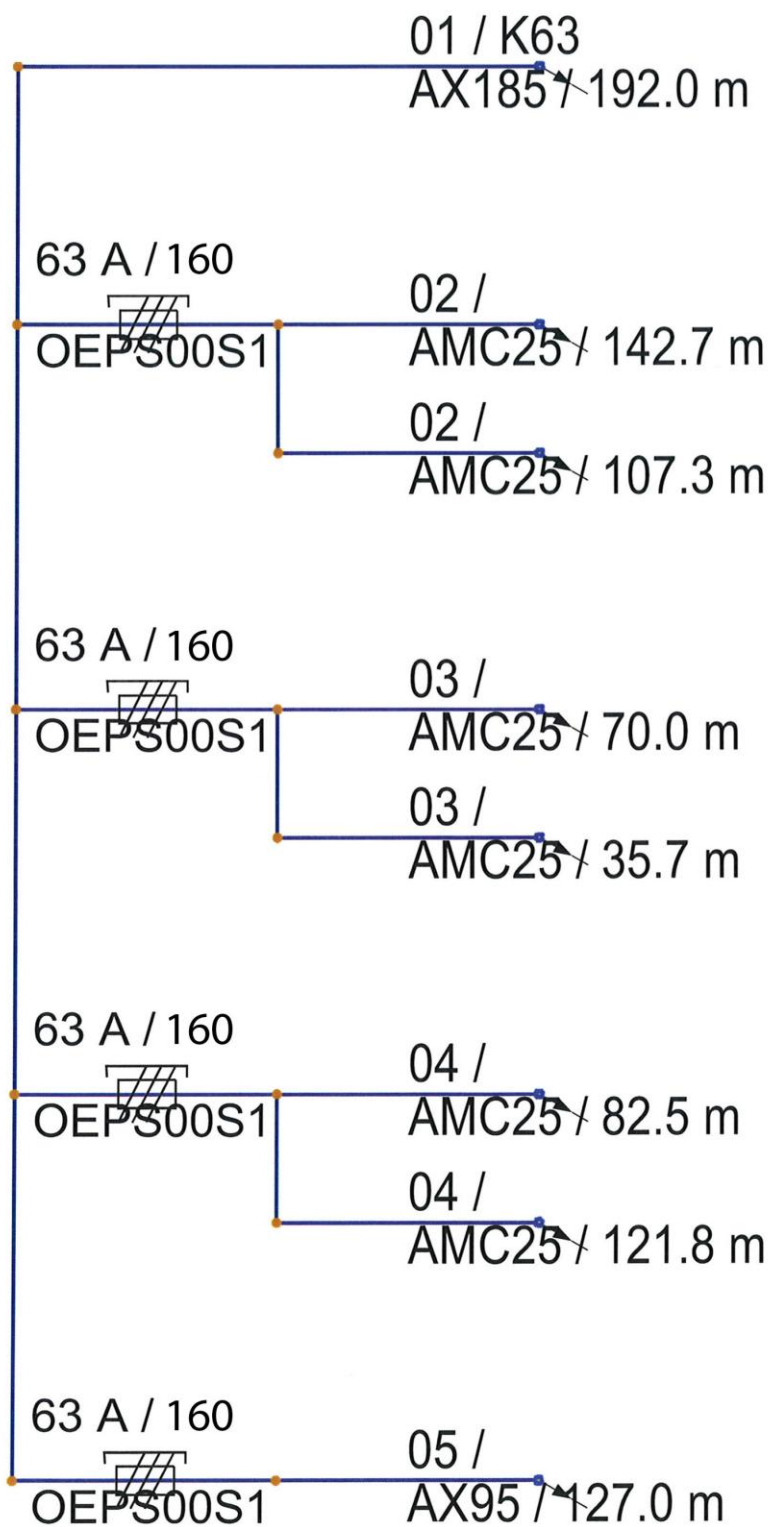 01 / K63
AX185 / 192.0 m
63 A / 160
OEPS00S1
02 /
AMC25 / 142.7 m
02 /
AMC25 / 107.3 m
63 A / 160
OEPS00S1
03 /
AMC25 / 70.0 m
03 /
AMC25 / 35.7 m
63 A / 160
OEPS00S1
04 /
AMC25 / 82.5 m
04 /
AMC25 / 121.8 m
63 A / 160
OEPS00S1
05 /
AX95 / 127.0 m